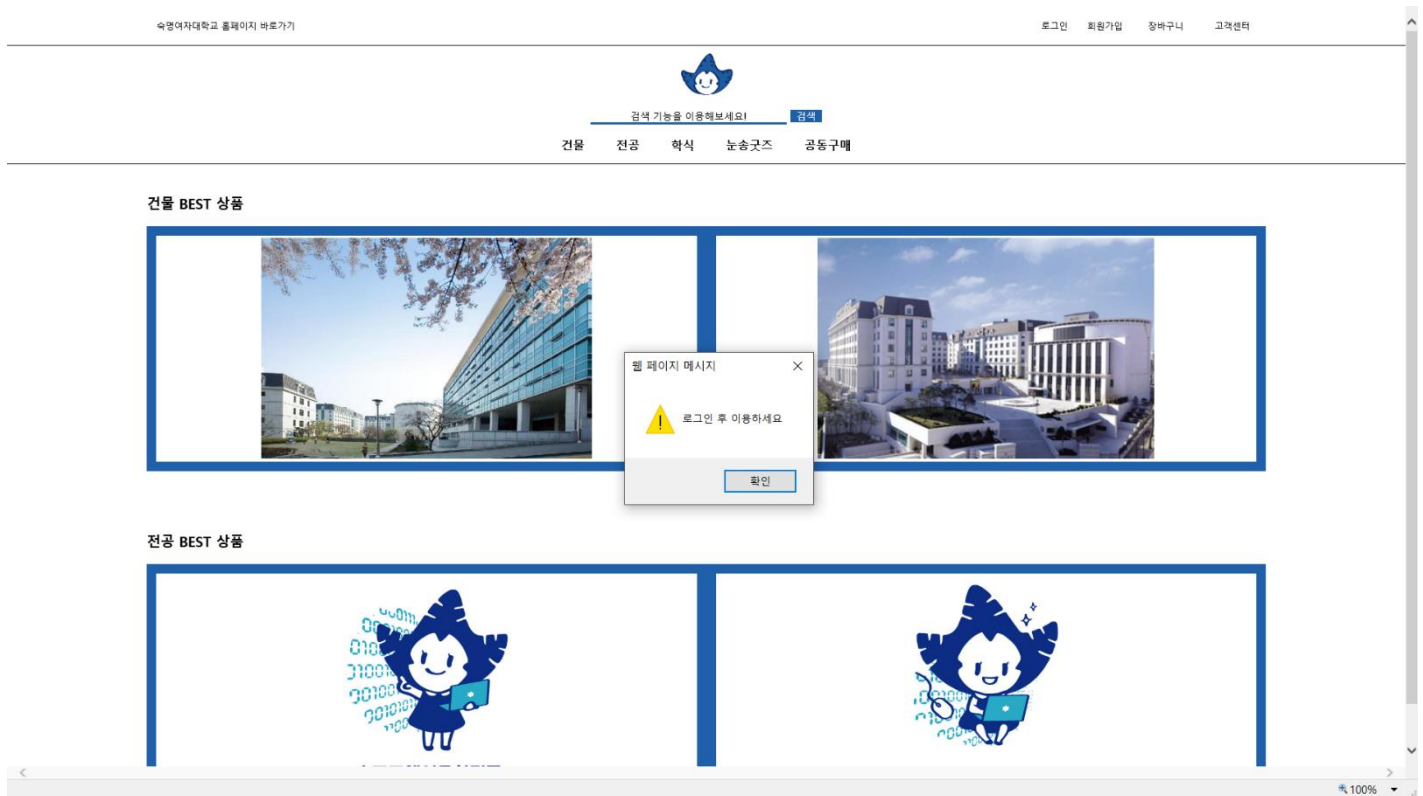 숙명여자대학교 홈페이지 바로가기
로그인 회원가입 장바구니 고객센터
검색 기능을 이용해보세요! 검색
건물 전공 학식 눈송굿즈 공동구매
건물 BEST 상품
웹 페이지 메시지
로그인 후 이용하세요
확인
전공 BEST 상품
100%